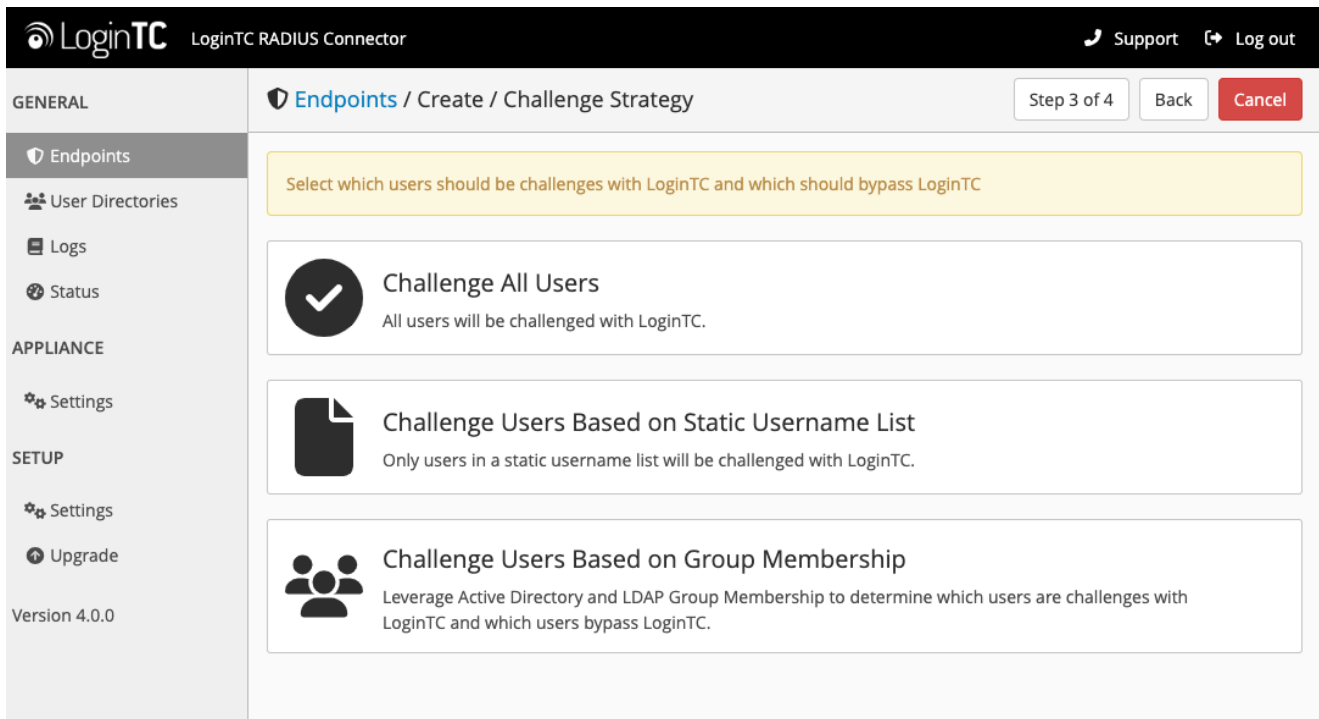 LoginTC LoginTC RADIUS Connector Support Log out
GENERAL
Endpoints
User Directories
Logs
Status
APPLIANCE
Settings
SETUP
Settings
Upgrade
Version 4.0.0
Endpoints / Create / Challenge Strategy Step 3 of 4 Back Cancel
Select which users should be challenges with LoginTC and which should bypass LoginTC
Challenge All Users
All users will be challenged with LoginTC.
Challenge Users Based on Static Username List
Only users in a static username list will be challenged with LoginTC.
Challenge Users Based on Group Membership
Leverage Active Directory and LDAP Group Membership to determine which users are challenges with
LoginTC and which users bypass LoginTC.